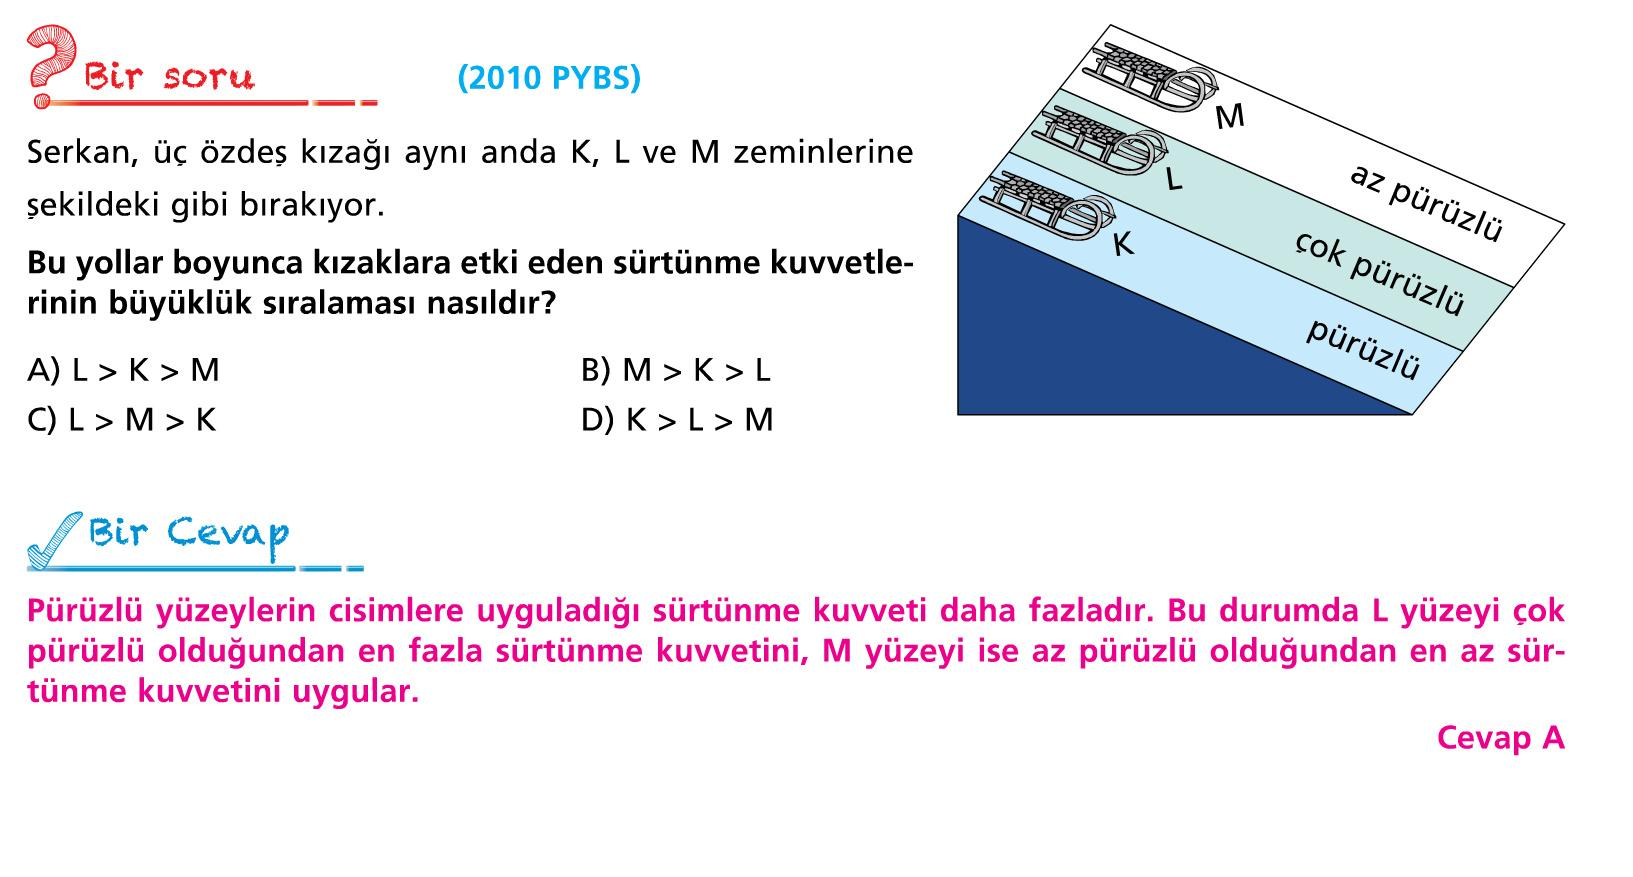 Bir soru
(2010 PYBS)
Serkan, üç özdeş kızağı aynı anda K, L ve M zeminlerine
şekildeki gibi bırakıyor.
Bu yollar boyunca kızaklara etki eden sürtünme kuvvetle-
rinin büyüklük sıralaması nasıldır?
A) L > K > M
B) M > K > L
C) L > M > K
D) K > L > M
M
az pürüzlü
L
çok pürüzlü
K
pürüzlü
Bir Cevap
Pürüzlü yüzeylerin cisimlere uyguladığı sürtünme kuvveti daha fazladır. Bu durumda L yüzeyi çok
pürüzlü olduğundan en fazla sürtünme kuvvetini, M yüzeyi ise az pürüzlü olduğundan en az sür-
tünme kuvvetini uygular.
Cevap A